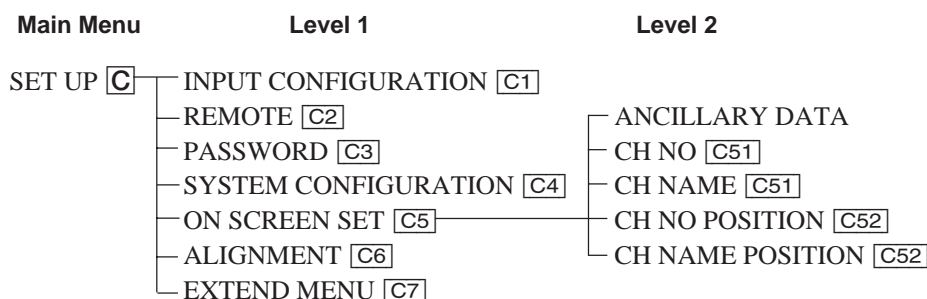 Main Menu Level 1 Level 2
SET UP C INPUT CONFIGURATION C1
REMOTE C2 ANCILLARY DATA
PASSWORD C3 CH NO C51
SYSTEM CONFIGURATION C4 CH NAME C51
ON SCREEN SET C5 CH NO POSITION C52
ALIGNMENT C6 CH NAME POSITION C52
EXTEND MENU C7